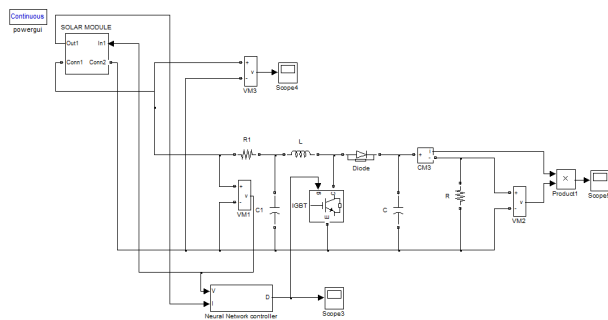 Continuous
powergui
SOLAR MODULE
Out1
In1
Conn1
Conn2
+
-
v
VM3
Scope4
R1
L
Diode
+
i
-
CM3
×
Product1
Scope5
+
-
v
VM1
C1
g
C
IGBT
E
C
R
+
-
v
VM2
V
I
D
Neural Network controller
Scope3